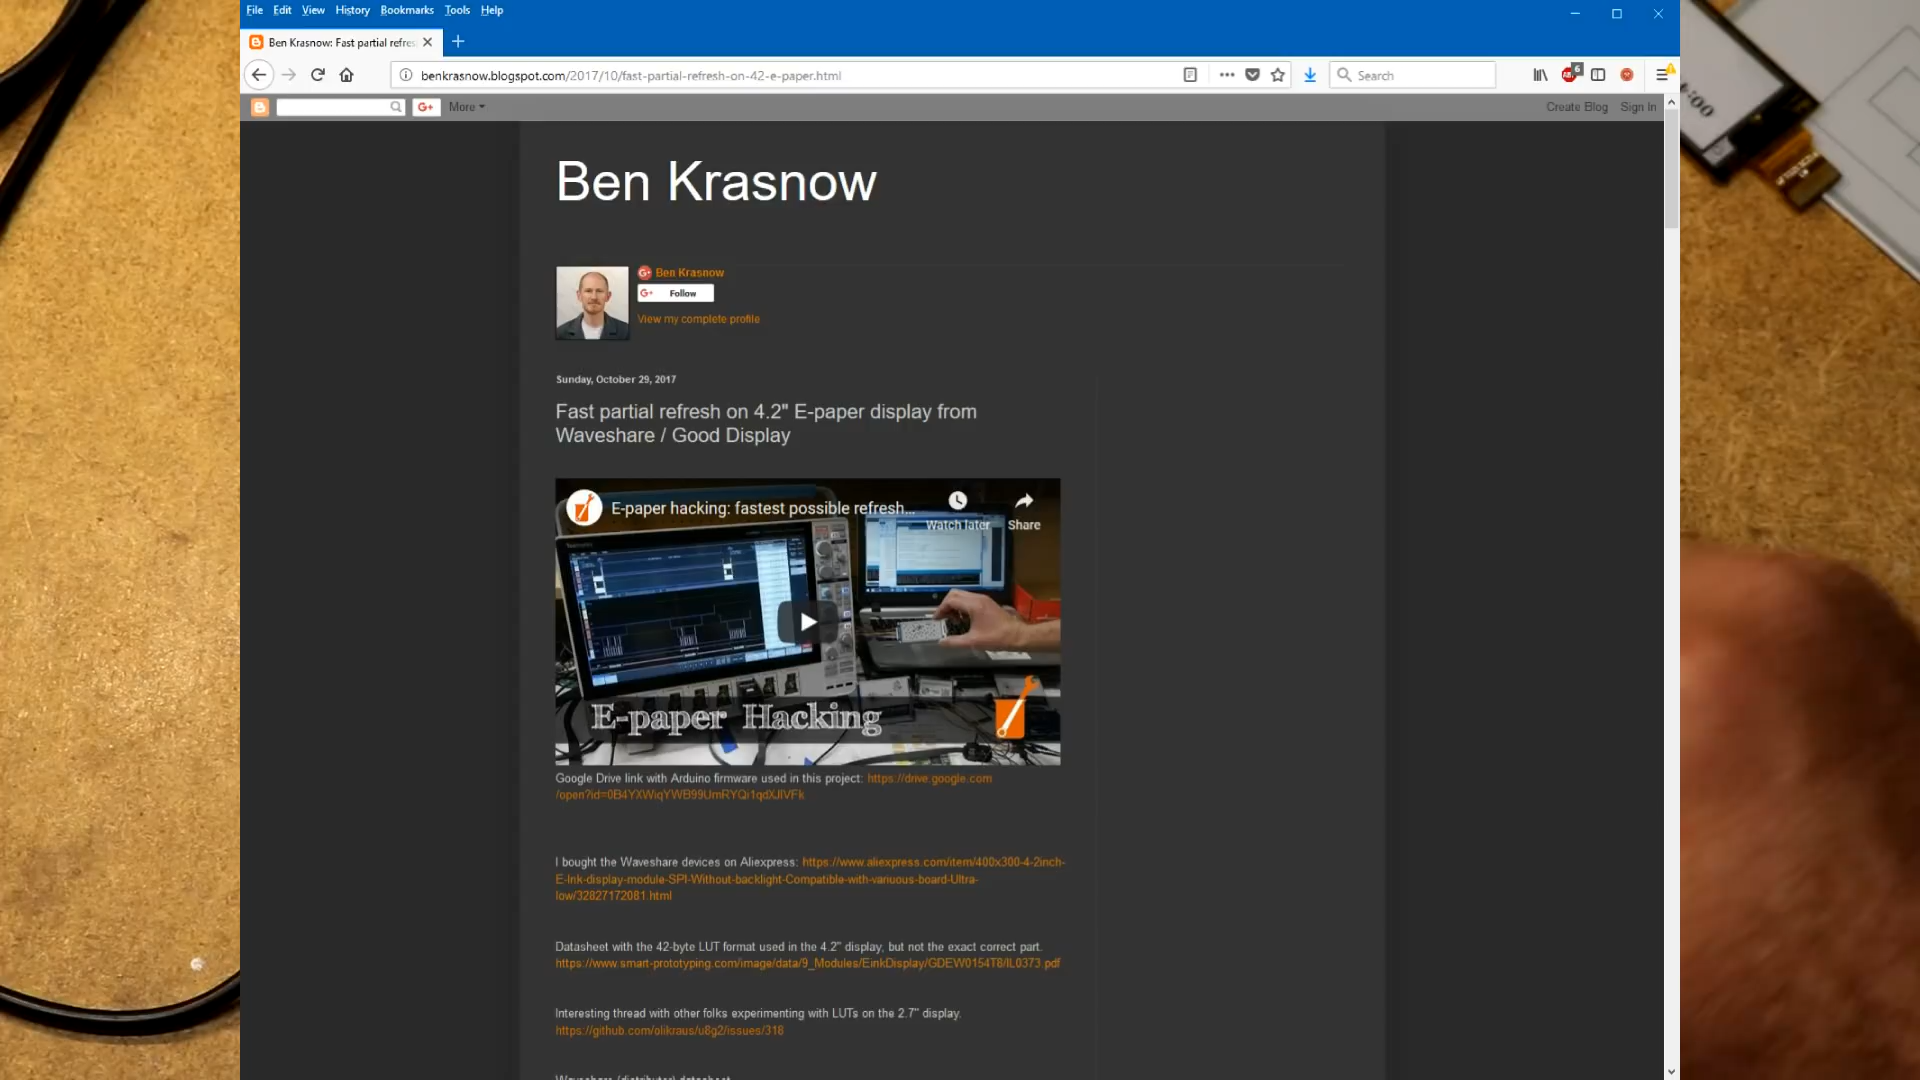 File Edit View History Bookmarks Tools Help
Ben Krasnow: Fast partial refres
benkrasnow.blogspot.com/2017/10/fast-partial-refresh-on-42-e-paper.html
Search
6
G+ More
Create Blog Sign In
:00
Ben Krasnow
G+ Ben Krasnow
G+ Follow
View my complete profile
Sunday, October 29, 2017
Fast partial refresh on 4.2" E-paper display from
Waveshare / Good Display
E-paper hacking: fastest possible refresh...
Watch later Share
E-paper Hacking
Google Drive link with Arduino firmware used in this project: https://drive.google.com
/open?id=0B4YXWiqYWB99UmRYQi1qdXJlVFk
I bought the Waveshare devices on Aliexpress: https://www.aliexpress.com/item/400x300-4-2inch-
E-Ink-display-module-SPI-Without-backlight-Compatible-with-variuous-board-Ultra-
low/32827172081.html
Datasheet with the 42-byte LUT format used in the 4.2" display, but not the exact correct part.
https://www.smart-prototyping.com/image/data/9_Modules/EinkDisplay/GDEW0154T8/IL0373.pdf
Interesting thread with other folks experimenting with LUTs on the 2.7" display.
https://github.com/olikraus/u8g2/issues/318
Waveshare (distributor) datasheet